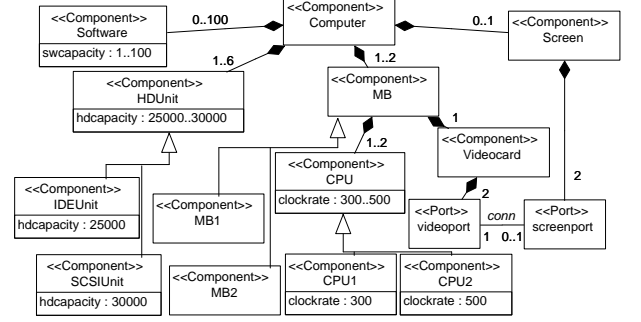 <<Component>>
Software
swcapacity : 1..100
0..100
<<Component>>
Computer
0..1
<<Component>>
Screen
1..6
1..2
<<Component>>
HDUnit
hdcapacity : 25000..30000
<<Component>>
MB
1
1..2
<<Component>>
Videocard
<<Component>>
CPU
clockrate : 300..500
2
2
<<Component>>
IDEUnit
hdcapacity : 25000
<<Component>>
MB1
<<Port>>
videoport
conn
1
0..1
<<Port>>
screenport
<<Component>>
SCSIUnit
hdcapacity : 30000
<<Component>>
MB2
<<Component>>
CPU1
clockrate : 300
<<Component>>
CPU2
clockrate : 500